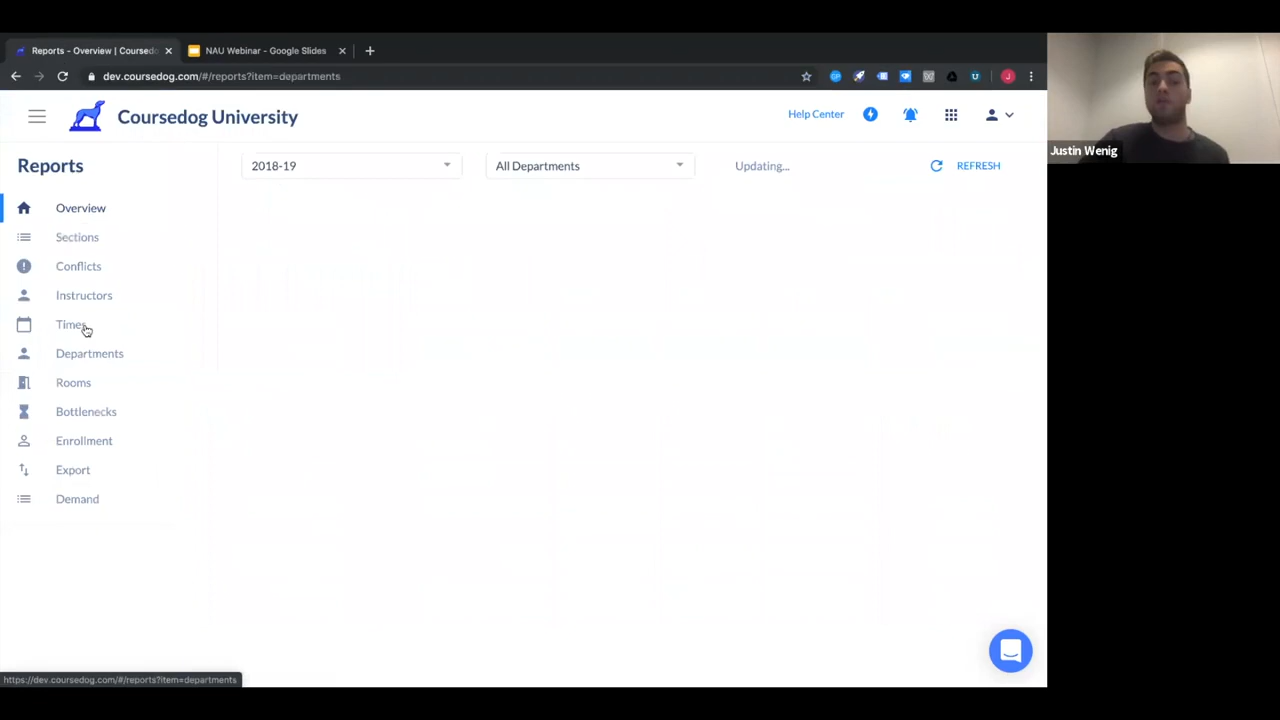 Reports - Overview | Coursedo
NAU Webinar - Google Slides
dev.coursedog.com/#/reports?item=departments
Coursedog University
Help Center
Reports
2018-19
All Departments
Updating...
REFRESH
Justin Wenig
Overview
Sections
Conflicts
Instructors
Times
Departments
Rooms
Bottlenecks
Enrollment
Export
Demand
https://dev.coursedog.com/#/reports?item=departments